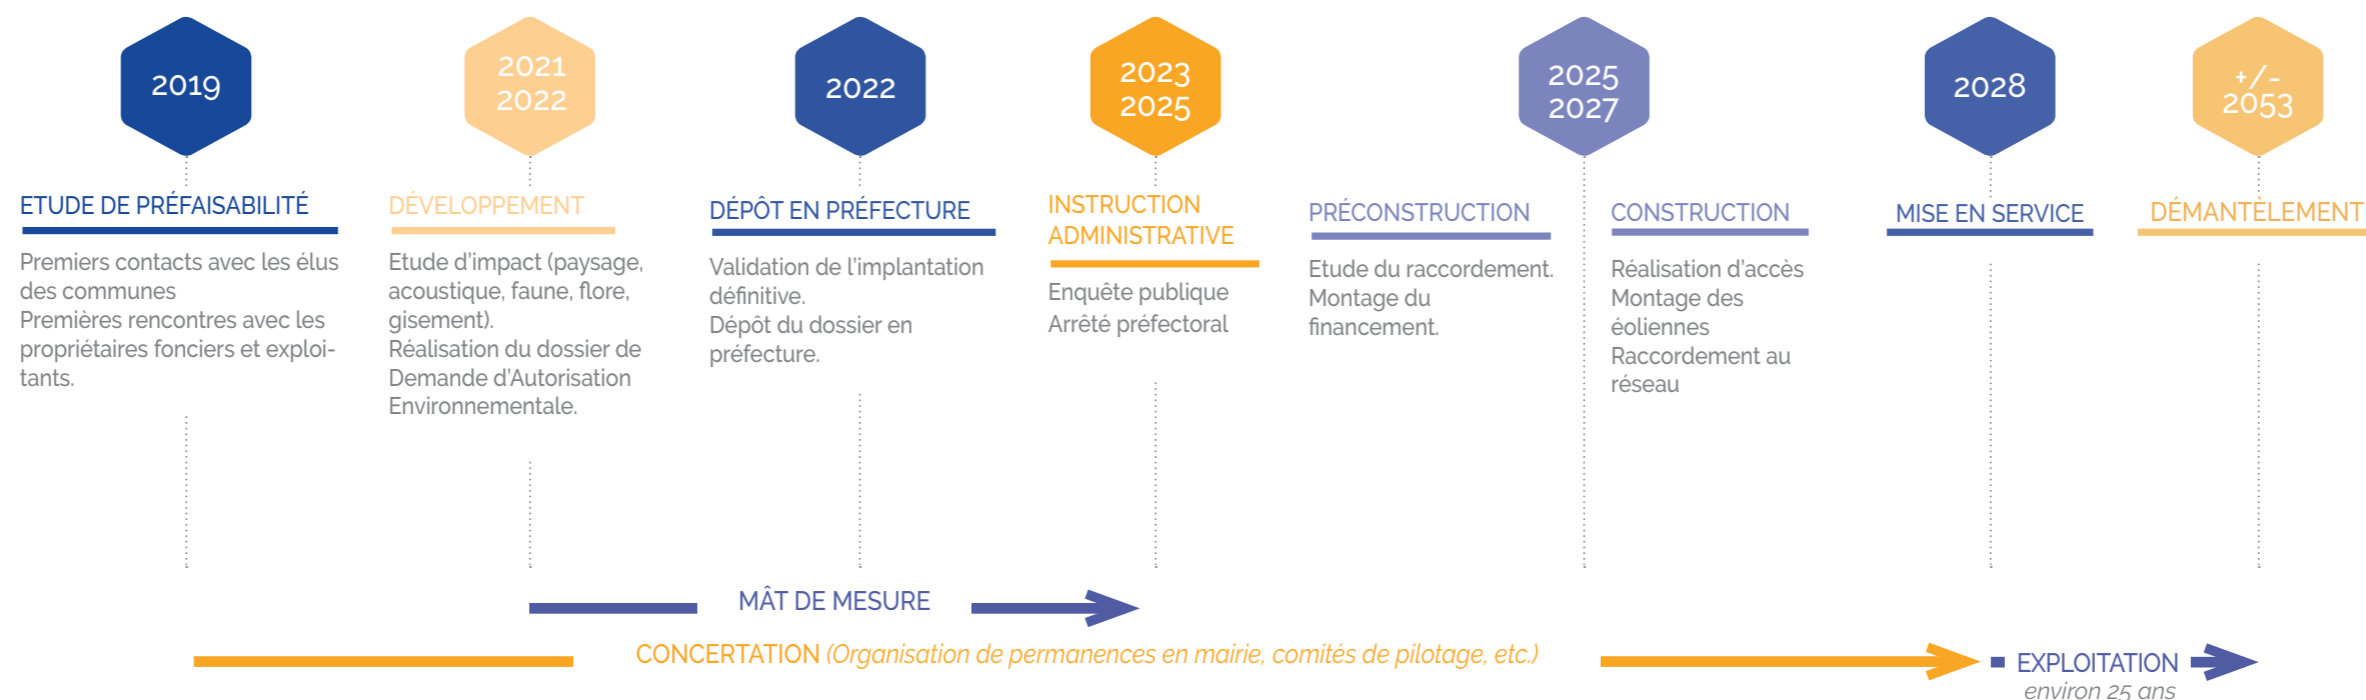 2019
ETUDE DE PRÉFAISABILITÉ
Premiers contacts avec les élus
des communes
Premières rencontres avec les
propriétaires fonciers et exploi-
tants.
2021
2022
DÉVELOPPEMENT
Etude d'impact (paysage,
acoustique, faune, flore,
gisement).
Réalisation du dossier de
Demande d'Autorisation
Environnementale.
2022
DÉPÔT EN PRÉFECTURE
Validation de l'implantation
définitive.
Dépôt du dossier en
préfecture.
2023
2025
INSTRUCTION
ADMINISTRATIVE
Enquête publique
Arrêté préfectoral
2025
2027
PRÉCONSTRUCTION
Etude du raccordement.
Montage du
financement.
CONSTRUCTION
Réalisation d'accès
Montage des
éoliennes
Raccordement au
réseau
2028
MISE EN SERVICE
+/-
2053
DÉMANTÈLEMENT
MÂT DE MESURE
CONCERTATION (Organisation de permanences en mairie, comités de pilotage, etc.)
EXPLOITATION
environ 25 ans